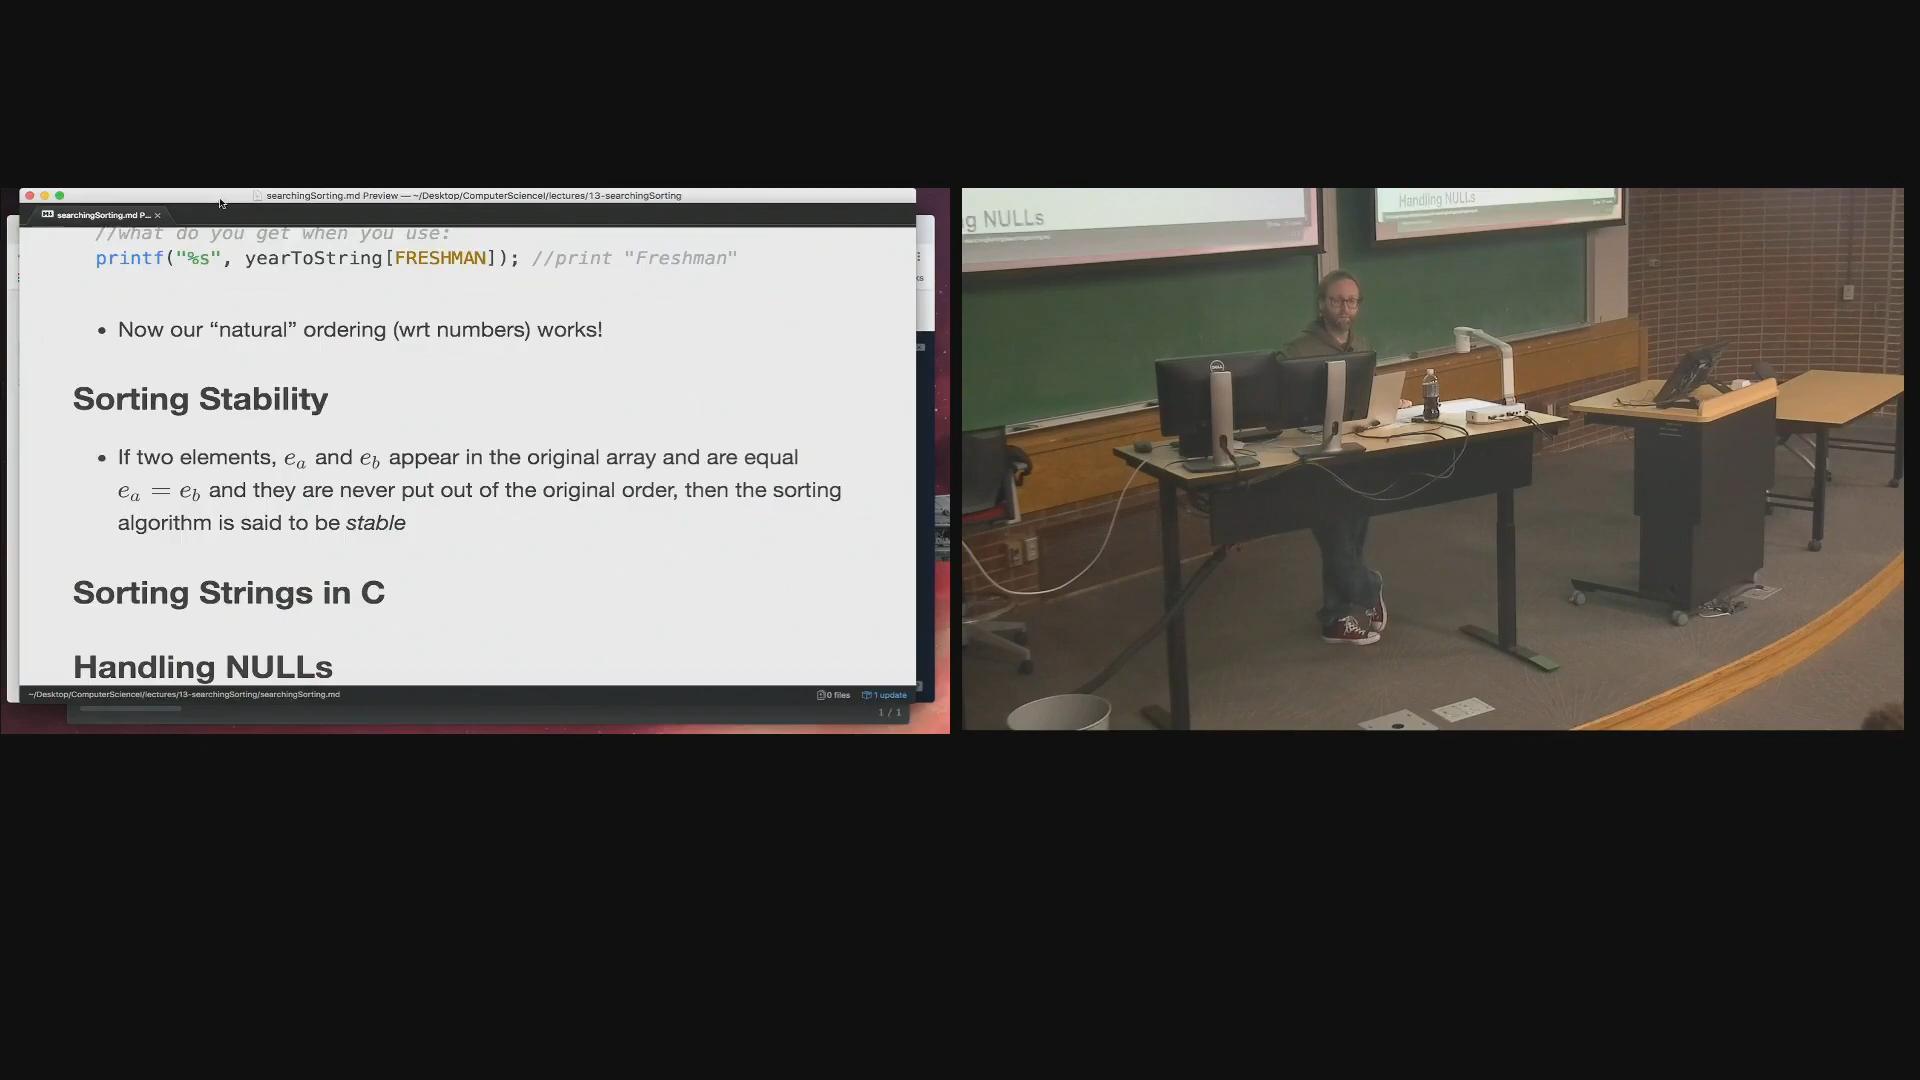 searchingSorting.md Preview — ~/Desktop/ComputerScienceI/lectures/13-searchingSorting
searchingSorting.md P...
//what do you get when you use:
printf("%s", yearToString[FRESHMAN]); //print "Freshman"
• Now our “natural” ordering (wrt numbers) works!
Sorting Stability
• If two elements, e_a and e_b appear in the original array and are equal
e_a = e_b and they are never put out of the original order, then the sorting
algorithm is said to be stable
Sorting Strings in C
Handling NULLs
~/Desktop/ComputerScienceI/lectures/13-searchingSorting/searchingSorting.md
0 files
1 update
1 / 1
g NULLs
Handling NULLs
DELL